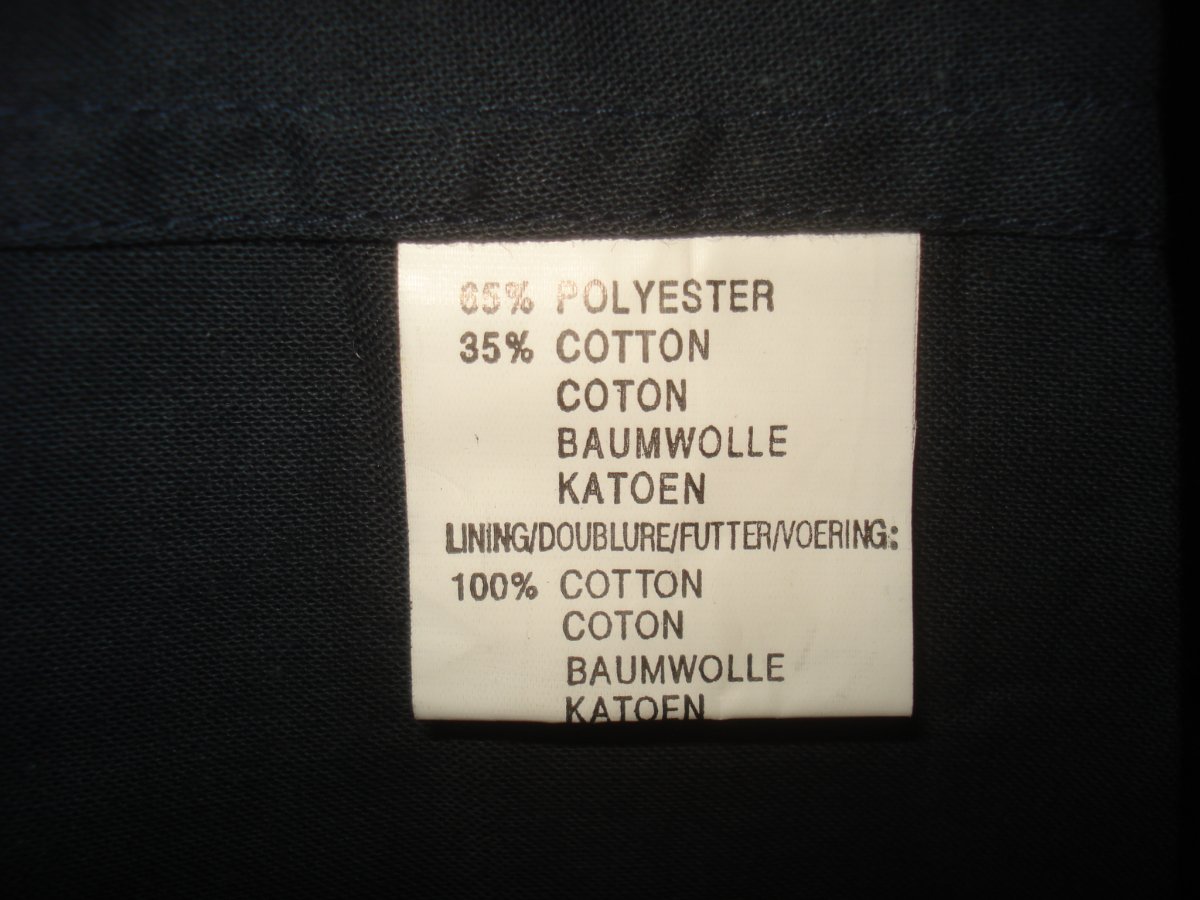 65% POLYESTER
35% COTTON
COTON
BAUMWOLLE
KATOEN
LINING/DOUBLURE/FUTTER/VOERING:
100% COTTON
COTON
BAUMWOLLE
KATOEN